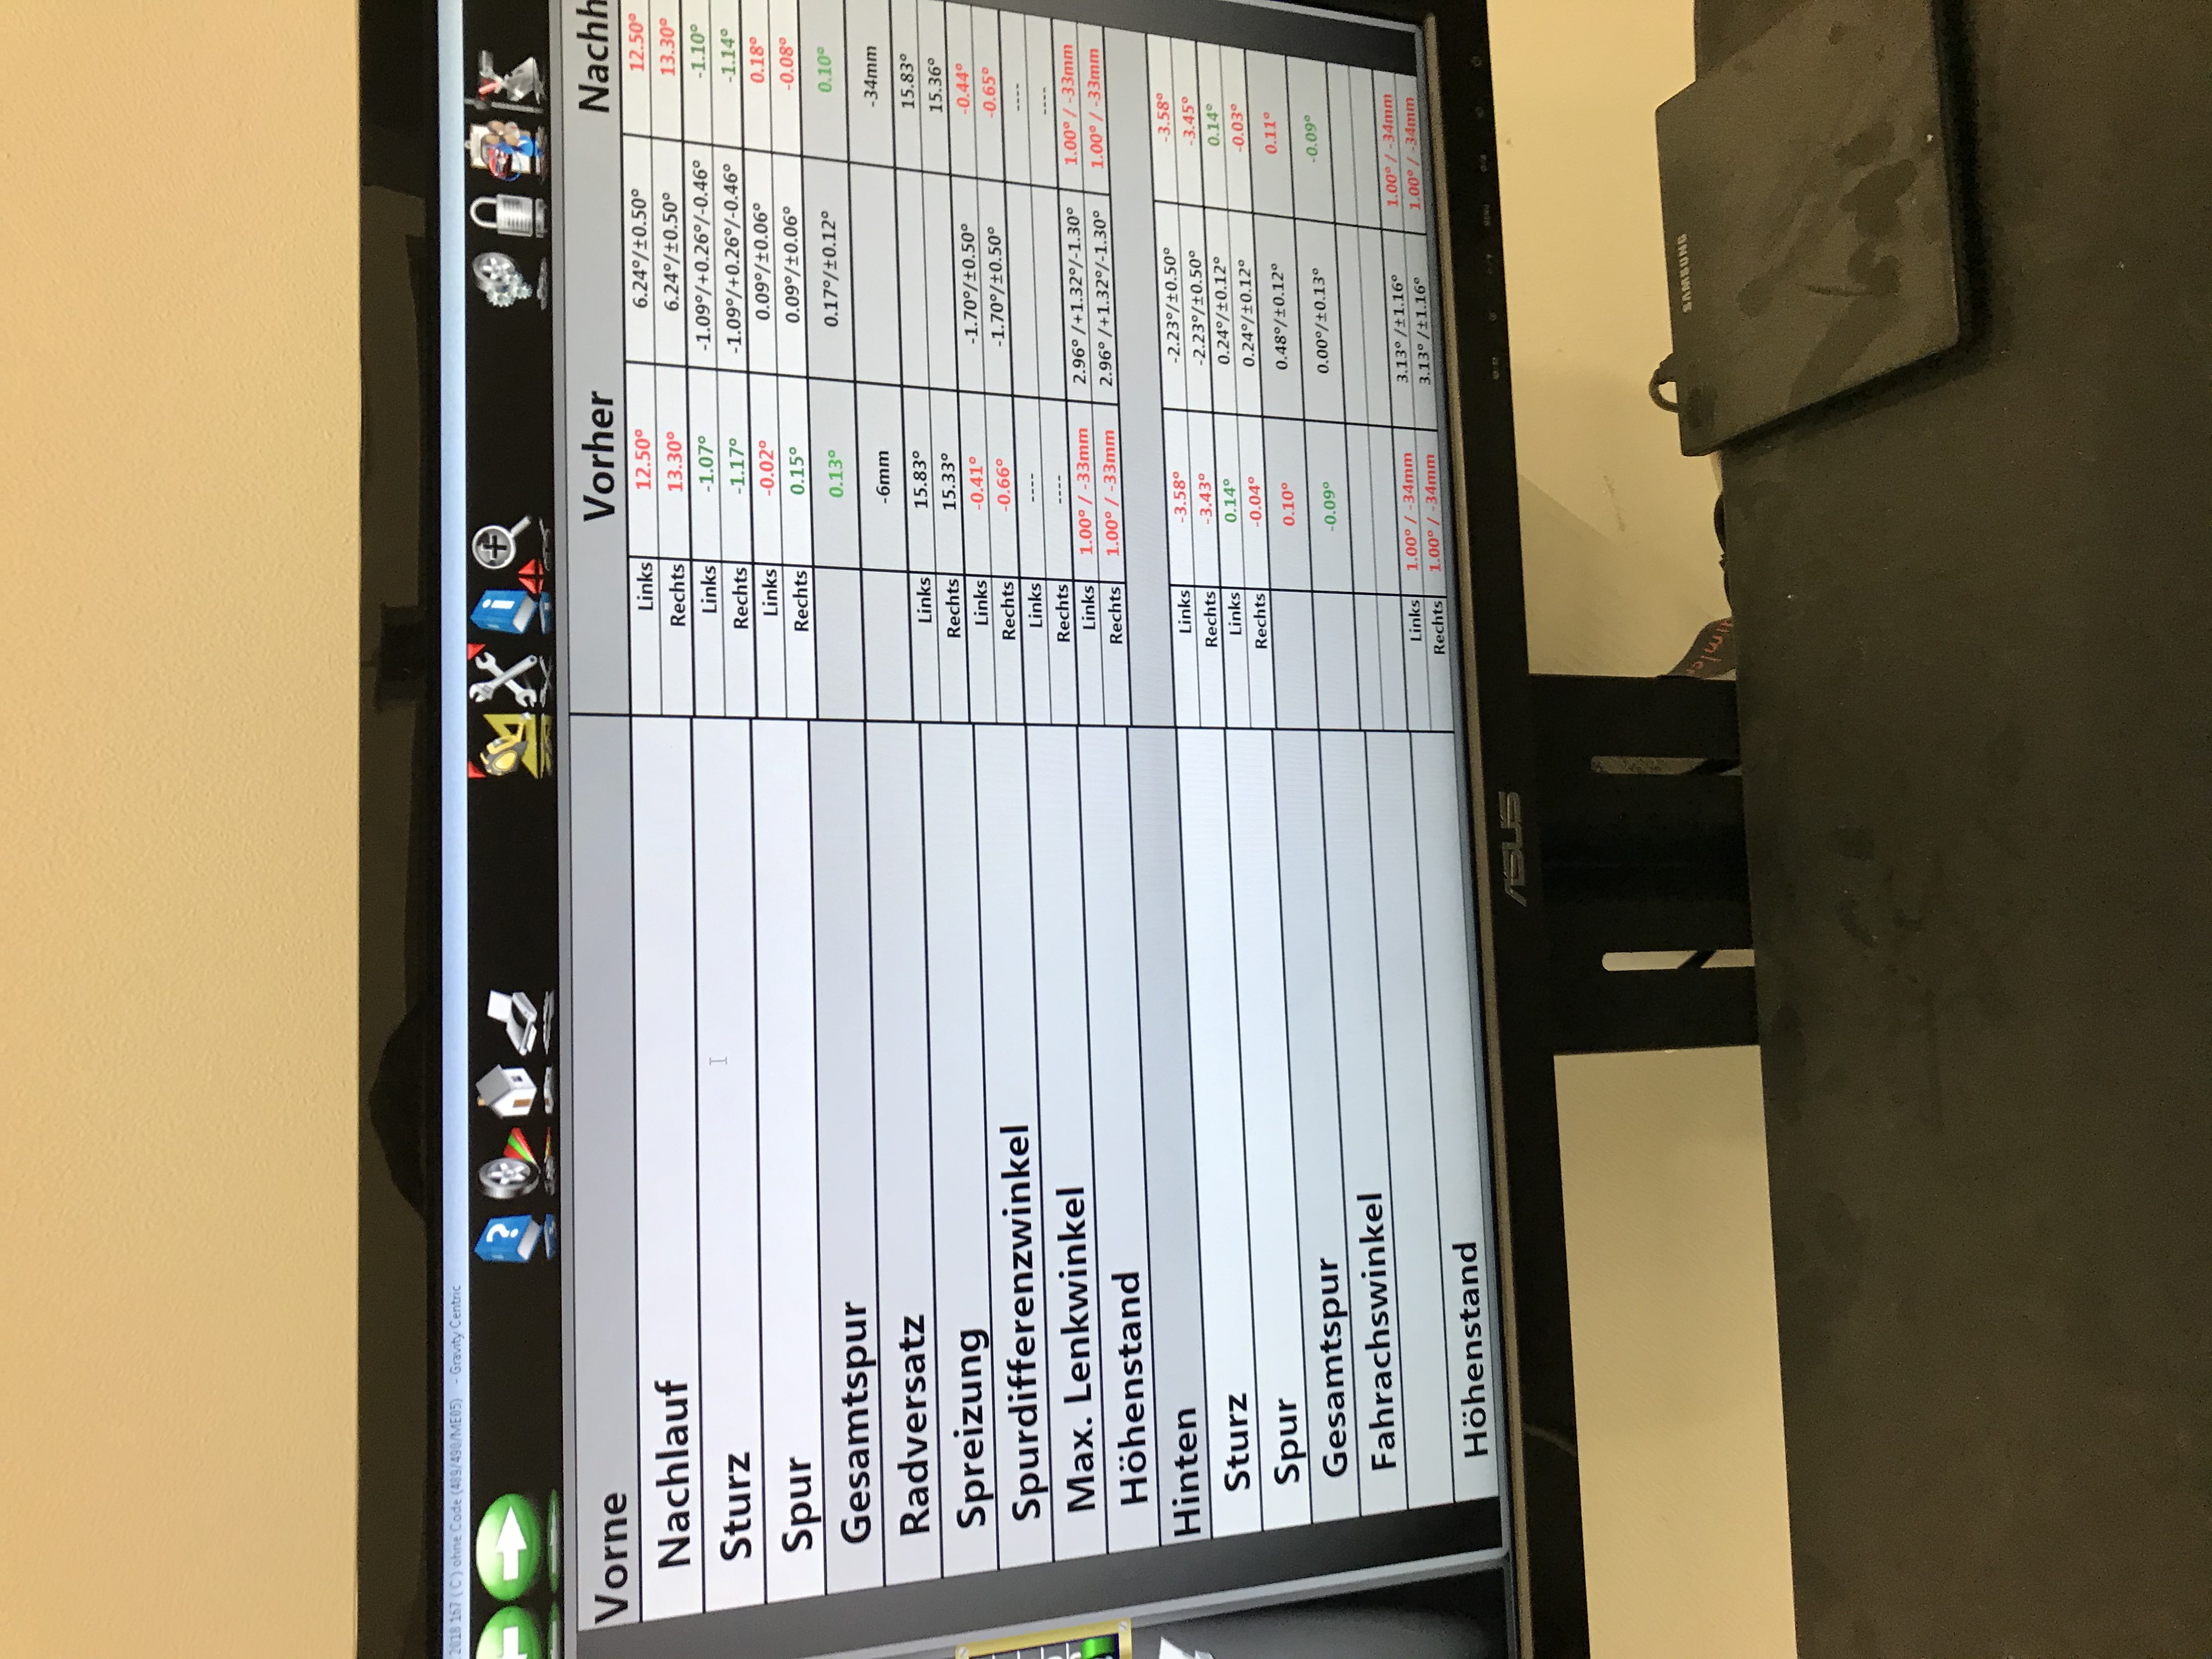 2018 167 ( C ) ohne Code (489/490/ME05) - Gravity Centric
Vorne Vorher
Nachlauf
Links 12.50° 6.24°/±0.50° 12.50°
Rechts 13.30° 6.24°/±0.50° 13.30°
Sturz
Links -1.07° -1.09°/+0.26°/-0.46° -1.10°
Rechts -1.17° -1.09°/+0.26°/-0.46° -1.14°
Spur
Links -0.02° 0.09°/±0.06° 0.18°
Rechts 0.15° 0.09°/±0.06° -0.08°
Gesamtspur 0.13° 0.17°/±0.12° 0.10°
Radversatz -6mm -34mm
Spreizung
Links 15.83° 15.83°
Rechts 15.33° 15.36°
Spurdifferenzwinkel
Links -0.41° -1.70°/±0.50° -0.44°
Rechts -0.66° -1.70°/±0.50° -0.65°
Max. Lenkwinkel
Links ---- ----
Rechts ---- ----
Höhenstand
Links 1.00° / -33mm 2.96° /+1.32°/-1.30° 1.00° / -33mm
Rechts 1.00° / -33mm 2.96° /+1.32°/-1.30° 1.00° / -33mm
Hinten
Sturz
Links -3.58° -2.23°/±0.50° -3.58°
Rechts -3.43° -2.23°/±0.50° -3.45°
Spur
Links 0.14° 0.24°/±0.12° 0.14°
Rechts -0.04° 0.24°/±0.12° -0.03°
Gesamtspur 0.10° 0.48°/±0.12° 0.11°
Fahrachswinkel -0.09° 0.00°/±0.13° -0.09°
Höhenstand
Links 1.00° / -34mm 3.13° /±1.16° 1.00° / -34mm
Rechts 1.00° / -34mm 3.13° /±1.16° 1.00° / -34mm
ASUS
SAMSUNG